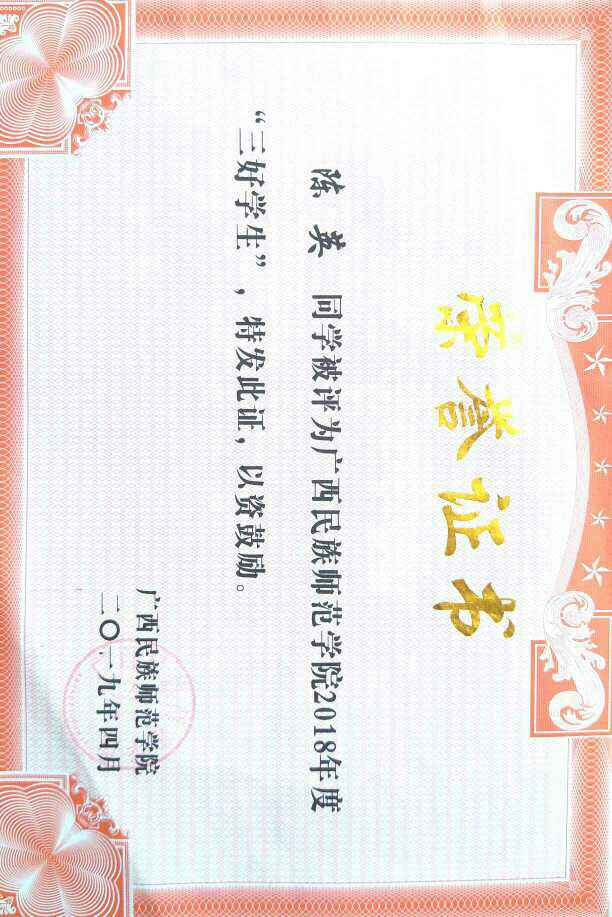 荣誉证书
陈英 同学被评为广西民族师范学院2018年度
“三好学生”，特发此证，以资鼓励。
广西民族师范学院
二〇一九年四月